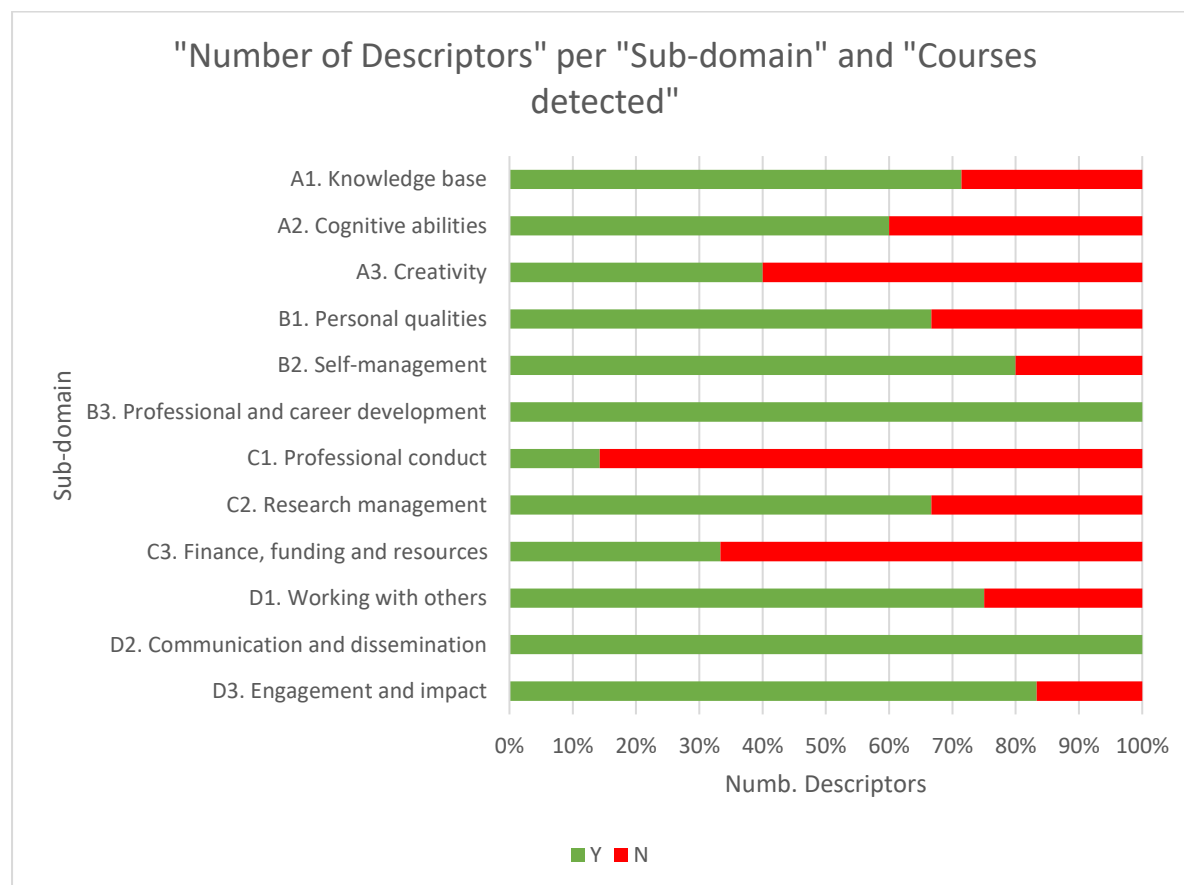 "Number of Descriptors" per "Sub-domain" and "Courses
detected"
Sub-domain
A1. Knowledge base
A2. Cognitive abilities
A3. Creativity
B1. Personal qualities
B2. Self-management
B3. Professional and career development
C1. Professional conduct
C2. Research management
C3. Finance, funding and resources
D1. Working with others
D2. Communication and dissemination
D3. Engagement and impact
0% 10% 20% 30% 40% 50% 60% 70% 80% 90% 100%
Numb. Descriptors
Y N